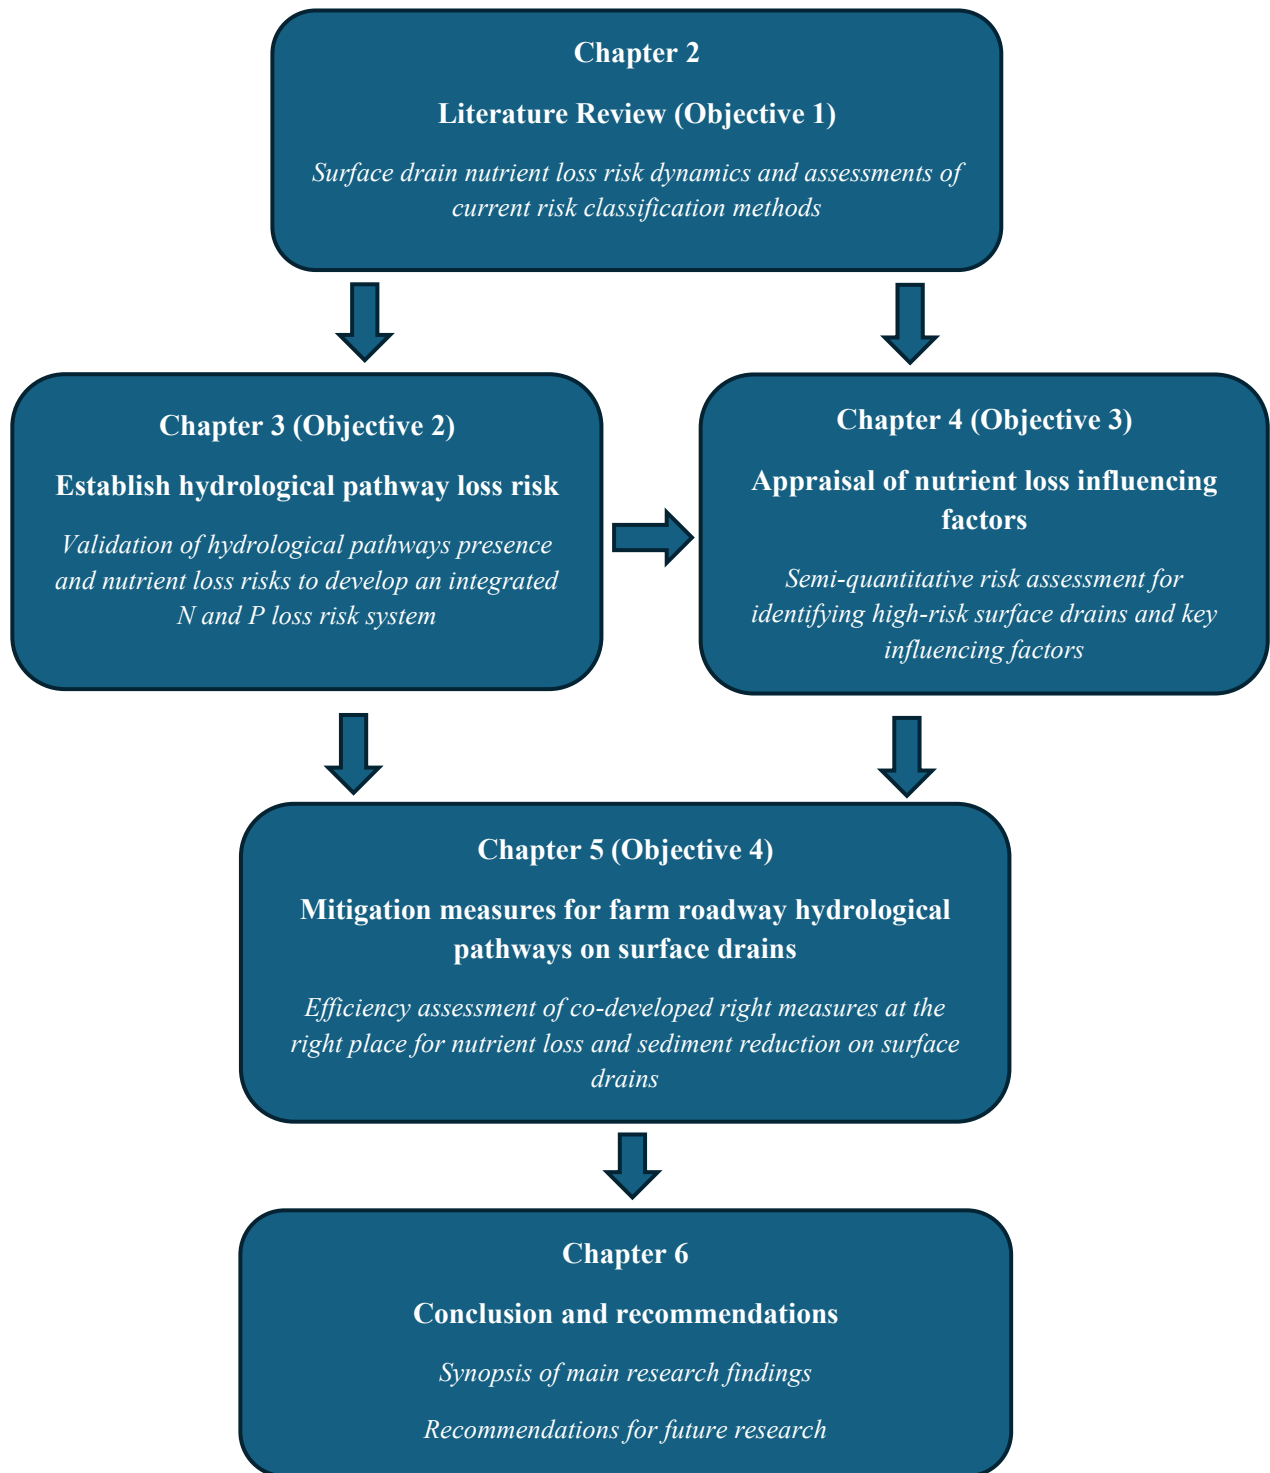 Chapter 2
Literature Review (Objective 1)
Surface drain nutrient loss risk dynamics and assessments of
current risk classification methods
Chapter 3 (Objective 2)
Establish hydrological pathway loss risk
Validation of hydrological pathways presence
and nutrient loss risks to develop an integrated
N and P loss risk system
Chapter 4 (Objective 3)
Appraisal of nutrient loss influencing
factors
Semi-quantitative risk assessment for
identifying high-risk surface drains and key
influencing factors
Chapter 5 (Objective 4)
Mitigation measures for farm roadway hydrological
pathways on surface drains
Efficiency assessment of co-developed right measures at the
right place for nutrient loss and sediment reduction on surface
drains
Chapter 6
Conclusion and recommendations
Synopsis of main research findings
Recommendations for future research